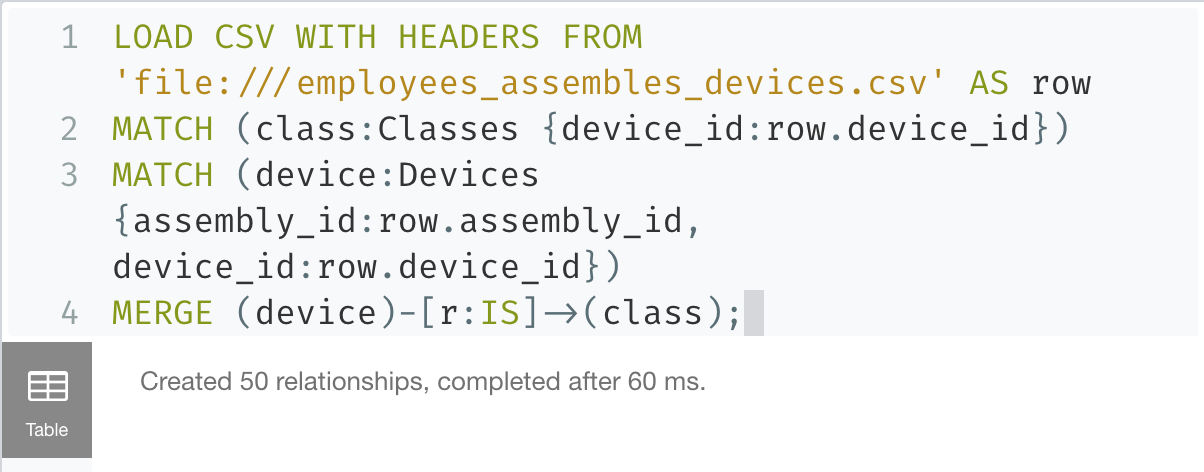 1 LOAD CSV WITH HEADERS FROM
'file:///employees_assembles_devices.csv' AS row
2 MATCH (class:Classes {device_id:row.device_id})
3 MATCH (device:Devices
{assembly_id:row.assembly_id,
device_id:row.device_id})
4 MERGE (device)-[r:IS]->(class);
Created 50 relationships, completed after 60 ms.
Table